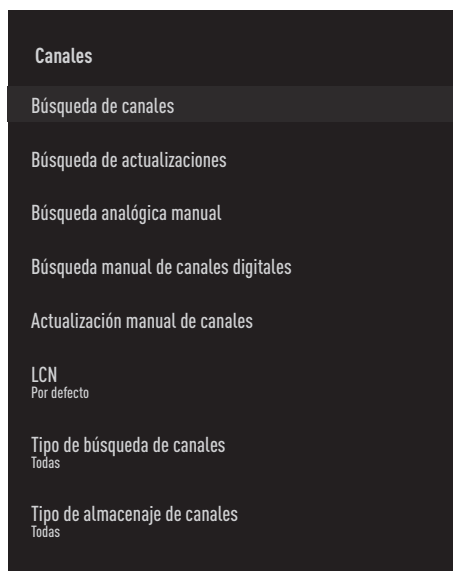 Canales
Búsqueda de canales
Búsqueda de actualizaciones
Búsqueda analógica manual
Búsqueda manual de canales digitales
Actualización manual de canales
LCN
Por defecto
Tipo de búsqueda de canales
Todas
Tipo de almacenaje de canales
Todas